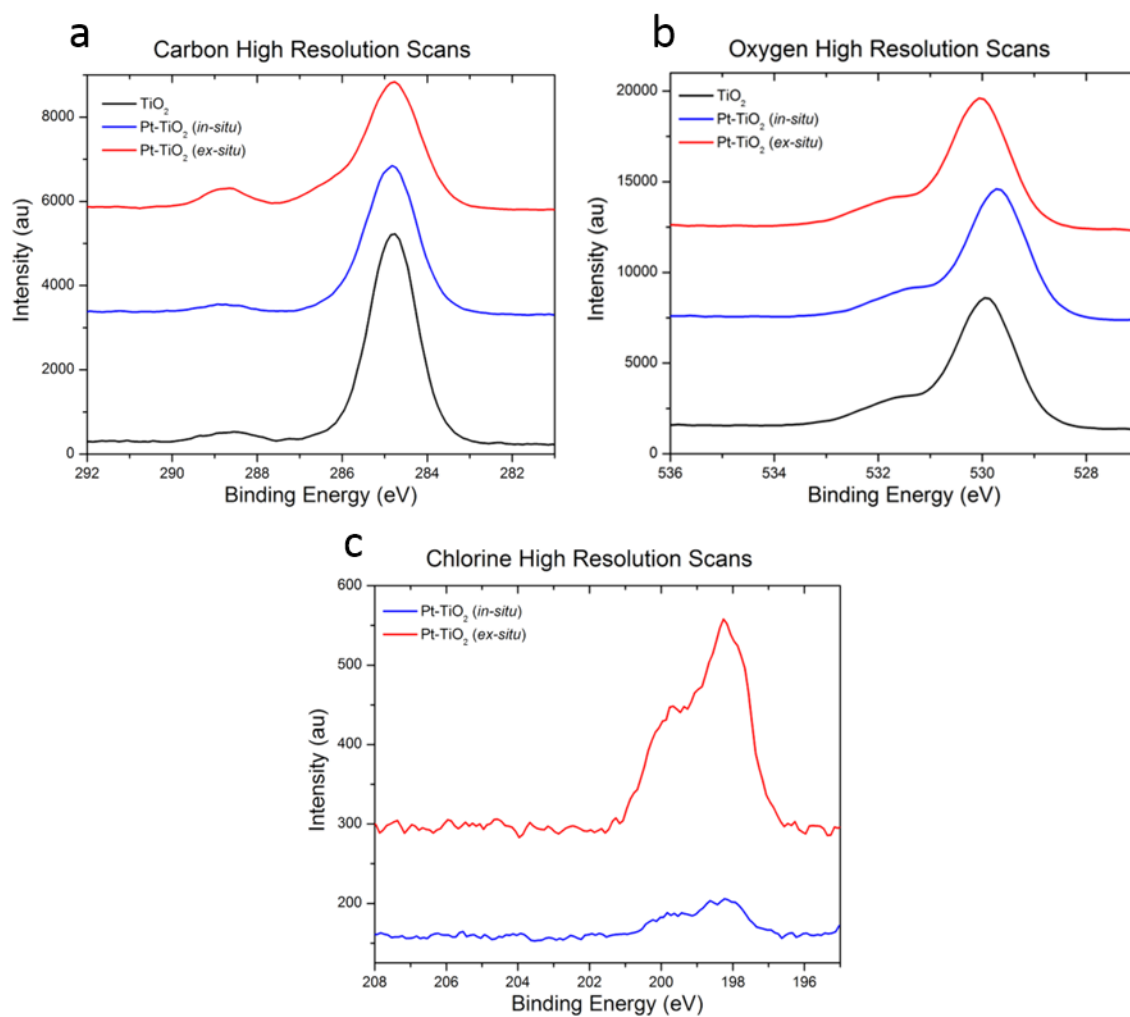 a
Carbon High Resolution Scans
TiO₂
Pt-TiO₂ (in-situ)
Pt-TiO₂ (ex-situ)
8000
6000
4000
2000
0
Intensity (au)
292 290 288 286 284 282
Binding Energy (eV)
b
Oxygen High Resolution Scans
TiO₂
Pt-TiO₂ (in-situ)
Pt-TiO₂ (ex-situ)
20000
15000
10000
5000
0
Intensity (au)
536 534 532 530 528
Binding Energy (eV)
c
Chlorine High Resolution Scans
Pt-TiO₂ (in-situ)
Pt-TiO₂ (ex-situ)
600
500
400
300
200
Intensity (au)
208 206 204 202 200 198 196
Binding Energy (eV)